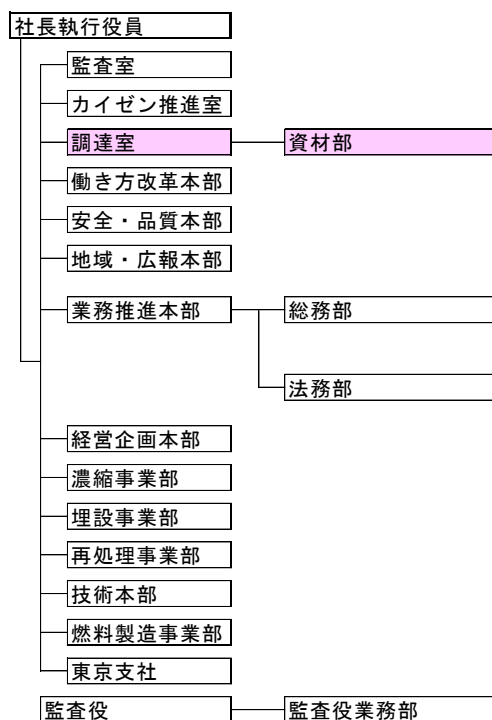 社長執行役員
監査室
カイゼン推進室
調達室
資材部
働き方改革本部
安全・品質本部
地域・広報本部
業務推進本部
総務部
法務部
経営企画本部
濃縮事業部
埋設事業部
再処理事業部
技術本部
燃料製造事業部
東京支社
監査役
監査役業務部